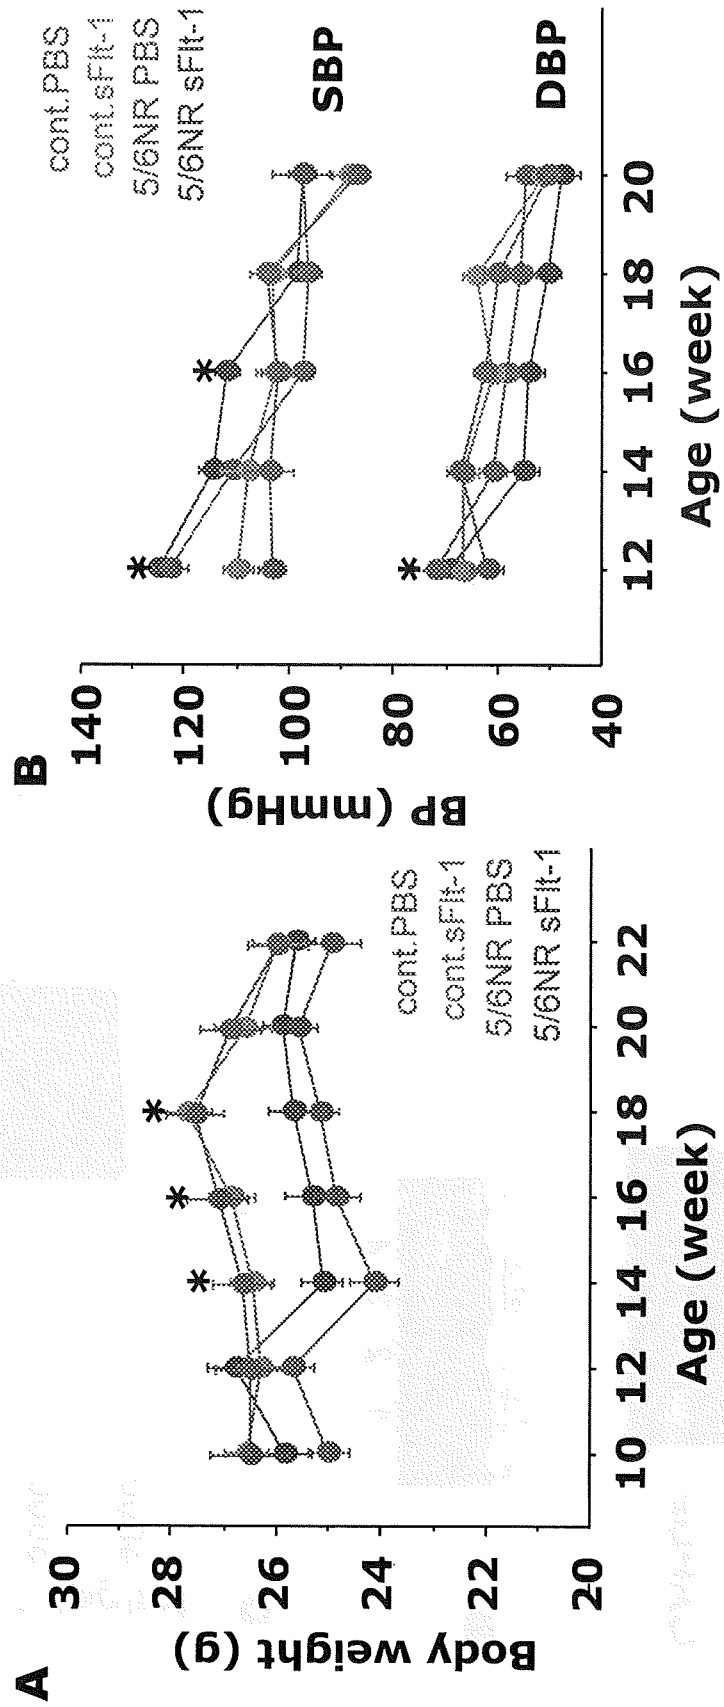 A
Body weight (g)
30
28
26
24
22
20
*
*
*
cont.PBS
cont.sFlt-1
5/6NR PBS
5/6NR sFlt-1
10 12 14 16 18 20 22
Age (week)
B
BP (mmHg)
140
120
100
80
60
40
*
*
*
cont.PBS
cont.sFlt-1
5/6NR PBS
5/6NR sFlt-1
SBP
DBP
12 14 16 18 20
Age (week)